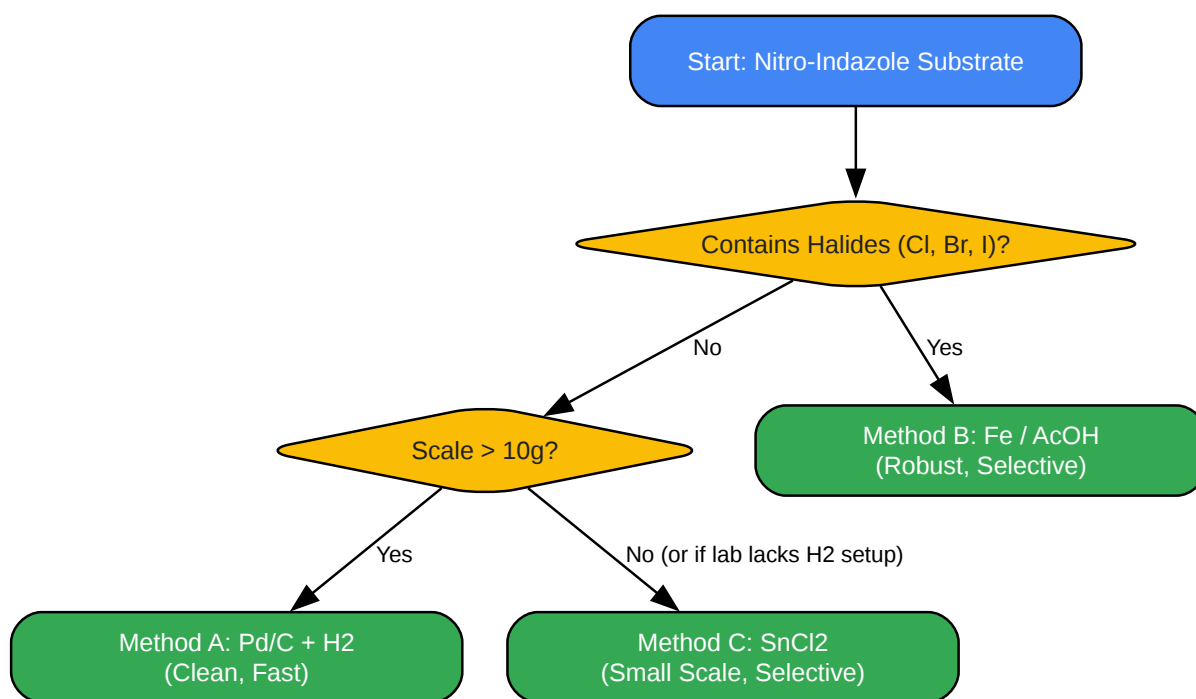 Start: Nitro-Indazole Substrate
Contains Halides (Cl, Br, I)?
No
Yes
Scale > 10g?
Method B: Fe / AcOH
(Robust, Selective)
Yes
No (or if lab lacks H2 setup)
Method A: Pd/C + H2
(Clean, Fast)
Method C: SnCl2
(Small Scale, Selective)